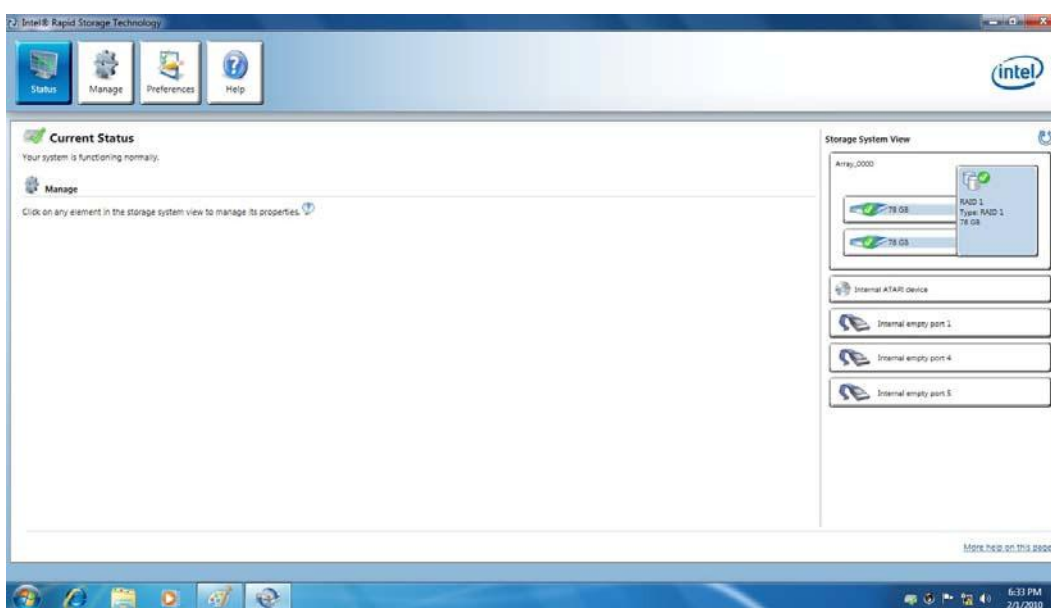 Intel® Rapid Storage Technology
Status
Manage
Preferences
Help
intel
Current Status
Your system is functioning normally.
Manage
Click on any element in the storage system view to manage its properties.
Storage System View
Array_0000
RAID 1
Type: RAID 1
78 GB
78 GB
78 GB
Internal ATAPI device
Internal empty port 1
Internal empty port 4
Internal empty port 5
More help on this page
6:33 PM
2/1/2010